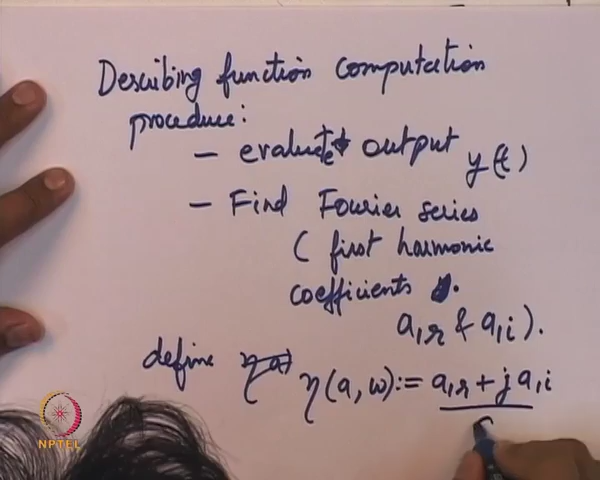 Describing function computation
procedure:
– evaluate output y(t)
– Find Fourier series
( first harmonic
coefficients .
a₁r & a₁i ).
define η(a, ω) := a₁r + j a₁i
NPTEL